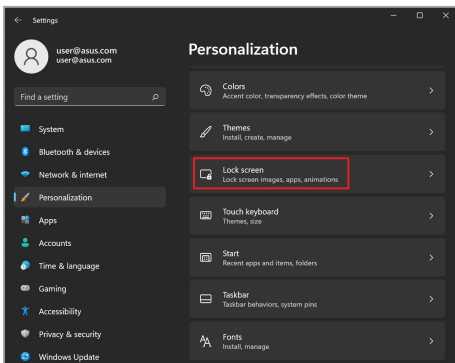 Settings
user@asus.com
user@asus.com
Find a setting
System
Bluetooth & devices
Network & internet
Personalization
Apps
Accounts
Time & language
Gaming
Accessibility
Privacy & security
Windows Update
Personalization
Colors
Accent color, transparency effects, color theme
Themes
Install, create, manage
Lock screen
Lock screen images, apps, animations
Touch keyboard
Themes, size
Start
Recent apps and items, folders
Taskbar
Taskbar behaviors, system pins
Fonts
Install, manage